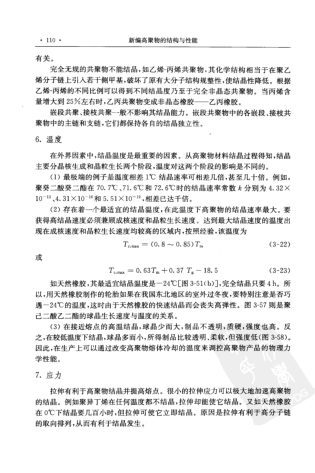 ·110·
新编高聚物的结构与性能
有关。
完全无规的共聚物不能结晶，如乙烯-丙烯共聚物，其化学结构相当于在聚乙
烯分子链上引入若干侧甲基，破坏了原有大分子结构规整性，使结晶性降低。根据
乙烯-丙烯的不同比例可以得到不同结晶度乃至于完全非晶态共聚物。当丙烯含
量增大到25%左右时，乙丙共聚物变成非晶态橡胶——乙丙橡胶。
嵌段共聚、接枝共聚一般不影响其结晶能力。嵌段共聚物中的各嵌段，接枝共
聚物中的主链和支链，它们都保持各自的结晶独立性。
6. 温度
在外界因素中，结晶温度是最重要的因素。从高聚物材料结晶过程得知，结晶
主要分晶核生成和晶粒生长两个阶段，温度对这两个阶段的影响是不同的。
(1) 最极端的例子是温度相差1℃结晶速率可相差几倍，甚至几十倍。例如，
聚癸二酸癸二酯在70.7℃、71.6℃和72.6℃时的结晶速率常数k分别为4.32×
10⁻¹⁰、4.31×10⁻¹⁶和5.51×10⁻¹⁹，相差已达千倍。
(2) 存在着一个最适宜的结晶温度，在此温度下高聚物的结晶速度最大。要
获得高结晶速度必须兼顾成核速度和晶粒生长速度。达到最大结晶速度的温度出
现在成核速度和晶粒生长速度均较高的区域内，按照经验，该温度为
Tc,max = (0.8 ～ 0.85)Tm (3-22)
或
Tc,max = 0.63Tm + 0.37 Tg − 18.5 (3-23)
如天然橡胶，其最适宜结晶温度是−24℃[图3-51(b)]，完全结晶只要4 h。所
以，用天然橡胶制作的轮胎如果在我国东北地区的室外过冬夜，要特别注意是否巧
遇−24℃的温度，这时由于天然橡胶的快速结晶而会丧失高弹性。图3-57则是聚
己二酸乙二酯的球晶生长速度与温度的关系。
(3) 在接近熔点的高温结晶，球晶少而大，制品不透明，质硬，强度也高。反
之，在较低温度下结晶，球晶多而小，所得制品比较透明，柔韧，但强度低(图3-58)。
因此，在生产上可以通过改变高聚物熔体冷却的温度来调控高聚物产品的物理力
学性能。
7. 应力
拉伸有利于高聚物结晶并提高熔点。很小的拉伸应力可以极大地加速高聚物
的结晶。例如聚异丁烯在任何温度都不结晶，拉伸却能使它结晶。又如天然橡胶
在0℃下结晶要几百小时，但拉伸可使它立即结晶。原因是拉伸有利于高分子链
的取向排列，从而有利于结晶的发生。